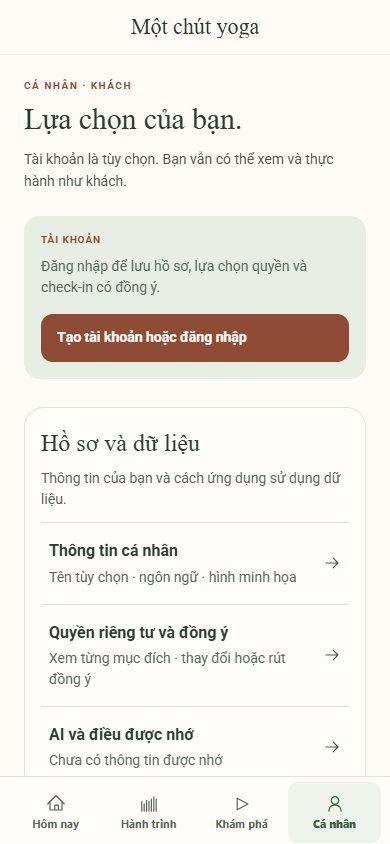 Một chút yoga
CÁ NHÂN · KHÁCH
Lựa chọn của bạn.
Tài khoản là tùy chọn. Bạn vẫn có thể xem và thực
hành như khách.
TÀI KHOẢN
Đăng nhập để lưu hồ sơ, lựa chọn quyền và
check-in có đồng ý.
Tạo tài khoản hoặc đăng nhập
Hồ sơ và dữ liệu
Thông tin của bạn và cách ứng dụng sử dụng dữ
liệu.
Thông tin cá nhân
Tên tùy chọn · ngôn ngữ · hình minh họa
Quyền riêng tư và đồng ý
Xem từng mục đích · thay đổi hoặc rút
đồng ý
AI và điều được nhớ
Chưa có thông tin được nhớ
Hôm nay
Hành trình
Khám phá
Cá nhân